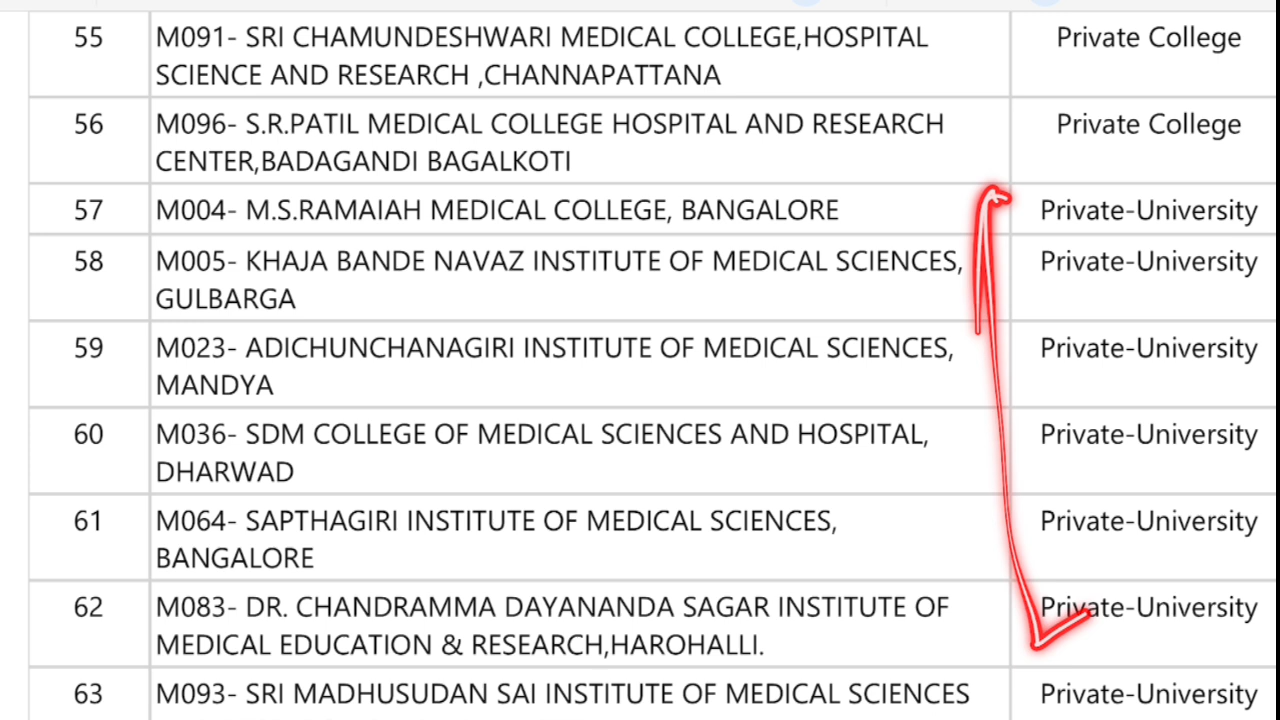 55 M091- SRI CHAMUNDESHWARI MEDICAL COLLEGE,HOSPITAL Private College
SCIENCE AND RESEARCH ,CHANNAPATTANA
56 M096- S.R.PATIL MEDICAL COLLEGE HOSPITAL AND RESEARCH Private College
CENTER,BADAGANDI BAGALKOTI
57 M004- M.S.RAMAIAH MEDICAL COLLEGE, BANGALORE Private-University
58 M005- KHAJA BANDE NAVAZ INSTITUTE OF MEDICAL SCIENCES, Private-University
GULBARGA
59 M023- ADICHUNCHANAGIRI INSTITUTE OF MEDICAL SCIENCES, Private-University
MANDYA
60 M036- SDM COLLEGE OF MEDICAL SCIENCES AND HOSPITAL, Private-University
DHARWAD
61 M064- SAPTHAGIRI INSTITUTE OF MEDICAL SCIENCES, Private-University
BANGALORE
62 M083- DR. CHANDRAMMA DAYANANDA SAGAR INSTITUTE OF Private-University
MEDICAL EDUCATION & RESEARCH,HAROHALLI.
63 M093- SRI MADHUSUDAN SAI INSTITUTE OF MEDICAL SCIENCES Private-University